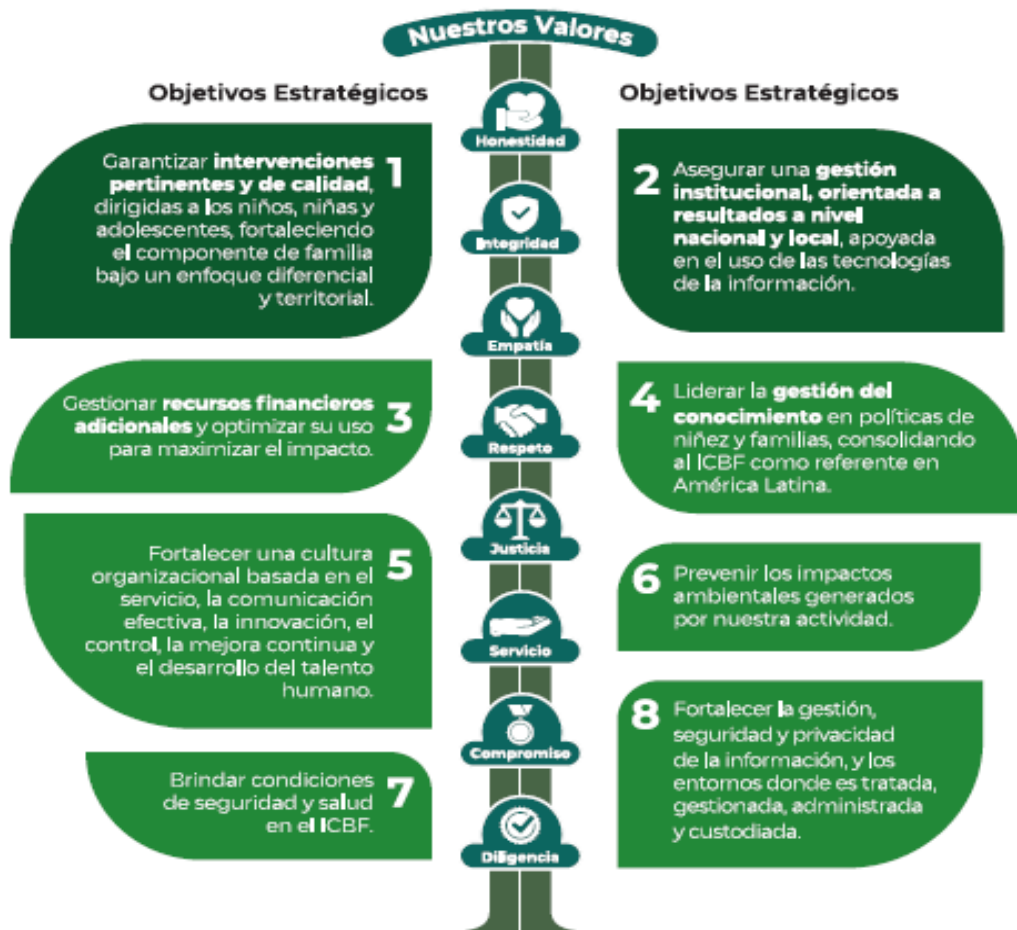 Nuestros Valores
Objetivos Estratégicos
Objetivos Estratégicos
Honestidad
1
Garantizar intervenciones
pertinentes y de calidad,
dirigidas a los niños, niñas y
adolescentes, fortaleciendo
el componente de familia
bajo un enfoque diferencial
y territorial.
2
Asegurar una gestión
institucional, orientada a
resultados a nivel
nacional y local, apoyada
en el uso de las tecnologías
de la información.
Integridad
Empatía
Gestionar recursos financieros
adicionales y optimizar su uso
para maximizar el impacto.
3
Respeto
4
Liderar la gestión del
conocimiento en políticas de
niñez y familias, consolidando
al ICBF como referente en
América Latina.
Justicia
Fortalecer una cultura
organizacional basada en el
servicio, la comunicación
efectiva, la innovación, el
control, la mejora continua y
el desarrollo del talento
humano.
5
6
Prevenir los impactos
ambientales generados
por nuestra actividad.
Servicio
Compromiso
Brindar condiciones
de seguridad y salud
en el ICBF.
7
8
Fortalecer la gestión,
seguridad y privacidad
de la información, y los
entornos donde es tratada,
gestionada, administrada
y custodiada.
Diligencia